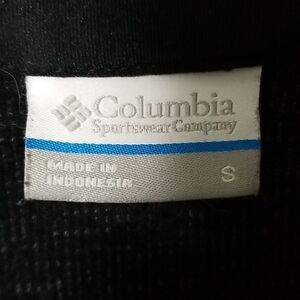 Columbia
Sportswear Company
MADE IN
INDONESIA
S